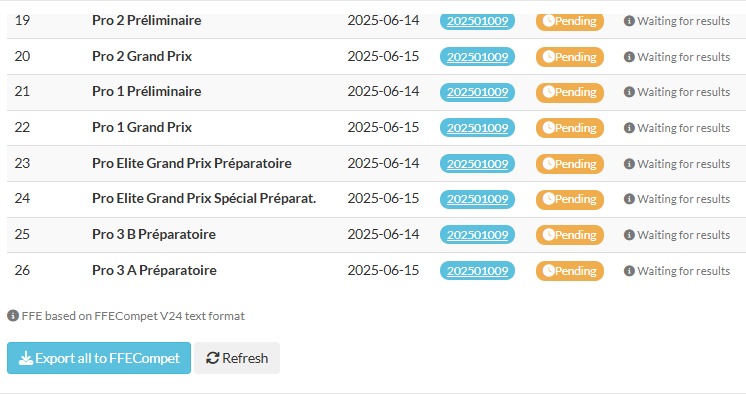 19 Pro 2 Préliminaire 2025-06-14 202501009 Pending Waiting for results
20 Pro 2 Grand Prix 2025-06-15 202501009 Pending Waiting for results
21 Pro 1 Préliminaire 2025-06-14 202501009 Pending Waiting for results
22 Pro 1 Grand Prix 2025-06-15 202501009 Pending Waiting for results
23 Pro Elite Grand Prix Préparatoire 2025-06-14 202501009 Pending Waiting for results
24 Pro Elite Grand Prix Spécial Préparat. 2025-06-15 202501009 Pending Waiting for results
25 Pro 3 B Préparatoire 2025-06-14 202501009 Pending Waiting for results
26 Pro 3 A Préparatoire 2025-06-15 202501009 Pending Waiting for results
FFE based on FFECompet V24 text format
Export all to FFECompet Refresh